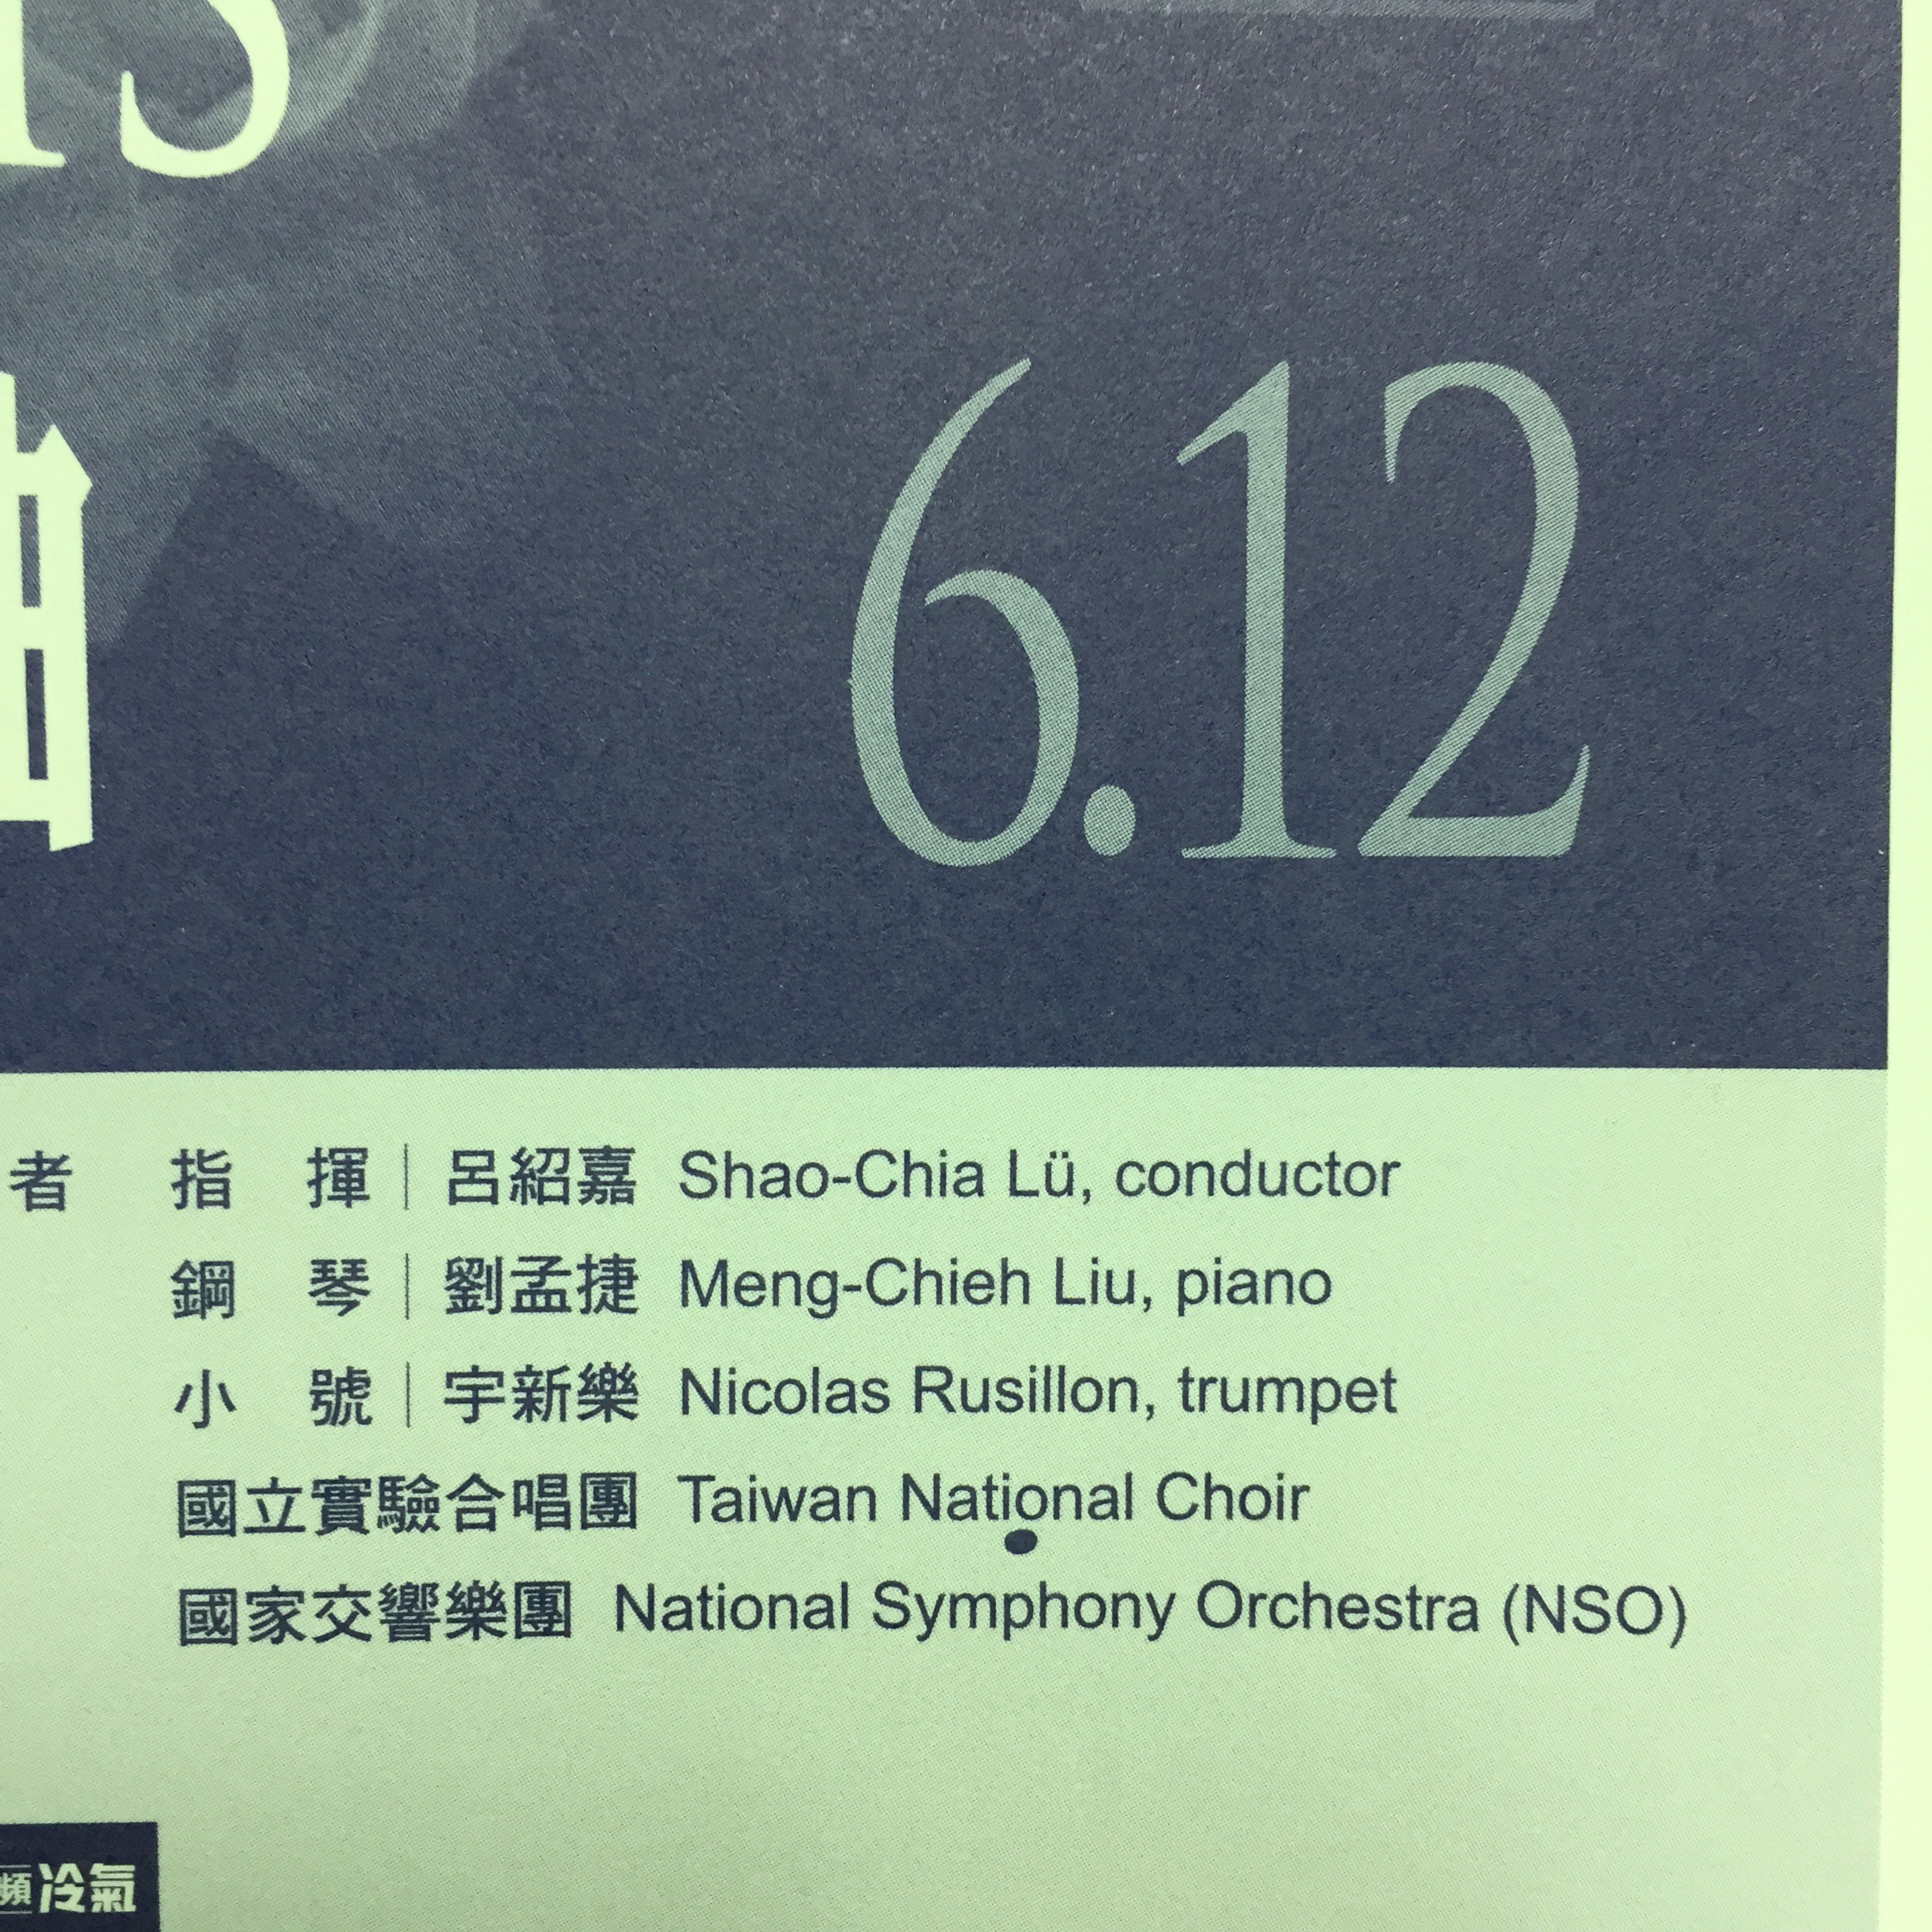 6.12
者 指 揮｜呂紹嘉 Shao-Chia Lü, conductor
鋼 琴｜劉孟捷 Meng-Chieh Liu, piano
小 號｜宇新樂 Nicolas Rusillon, trumpet
國立實驗合唱團 Taiwan National Choir
國家交響樂團 National Symphony Orchestra (NSO)
頻冷氣